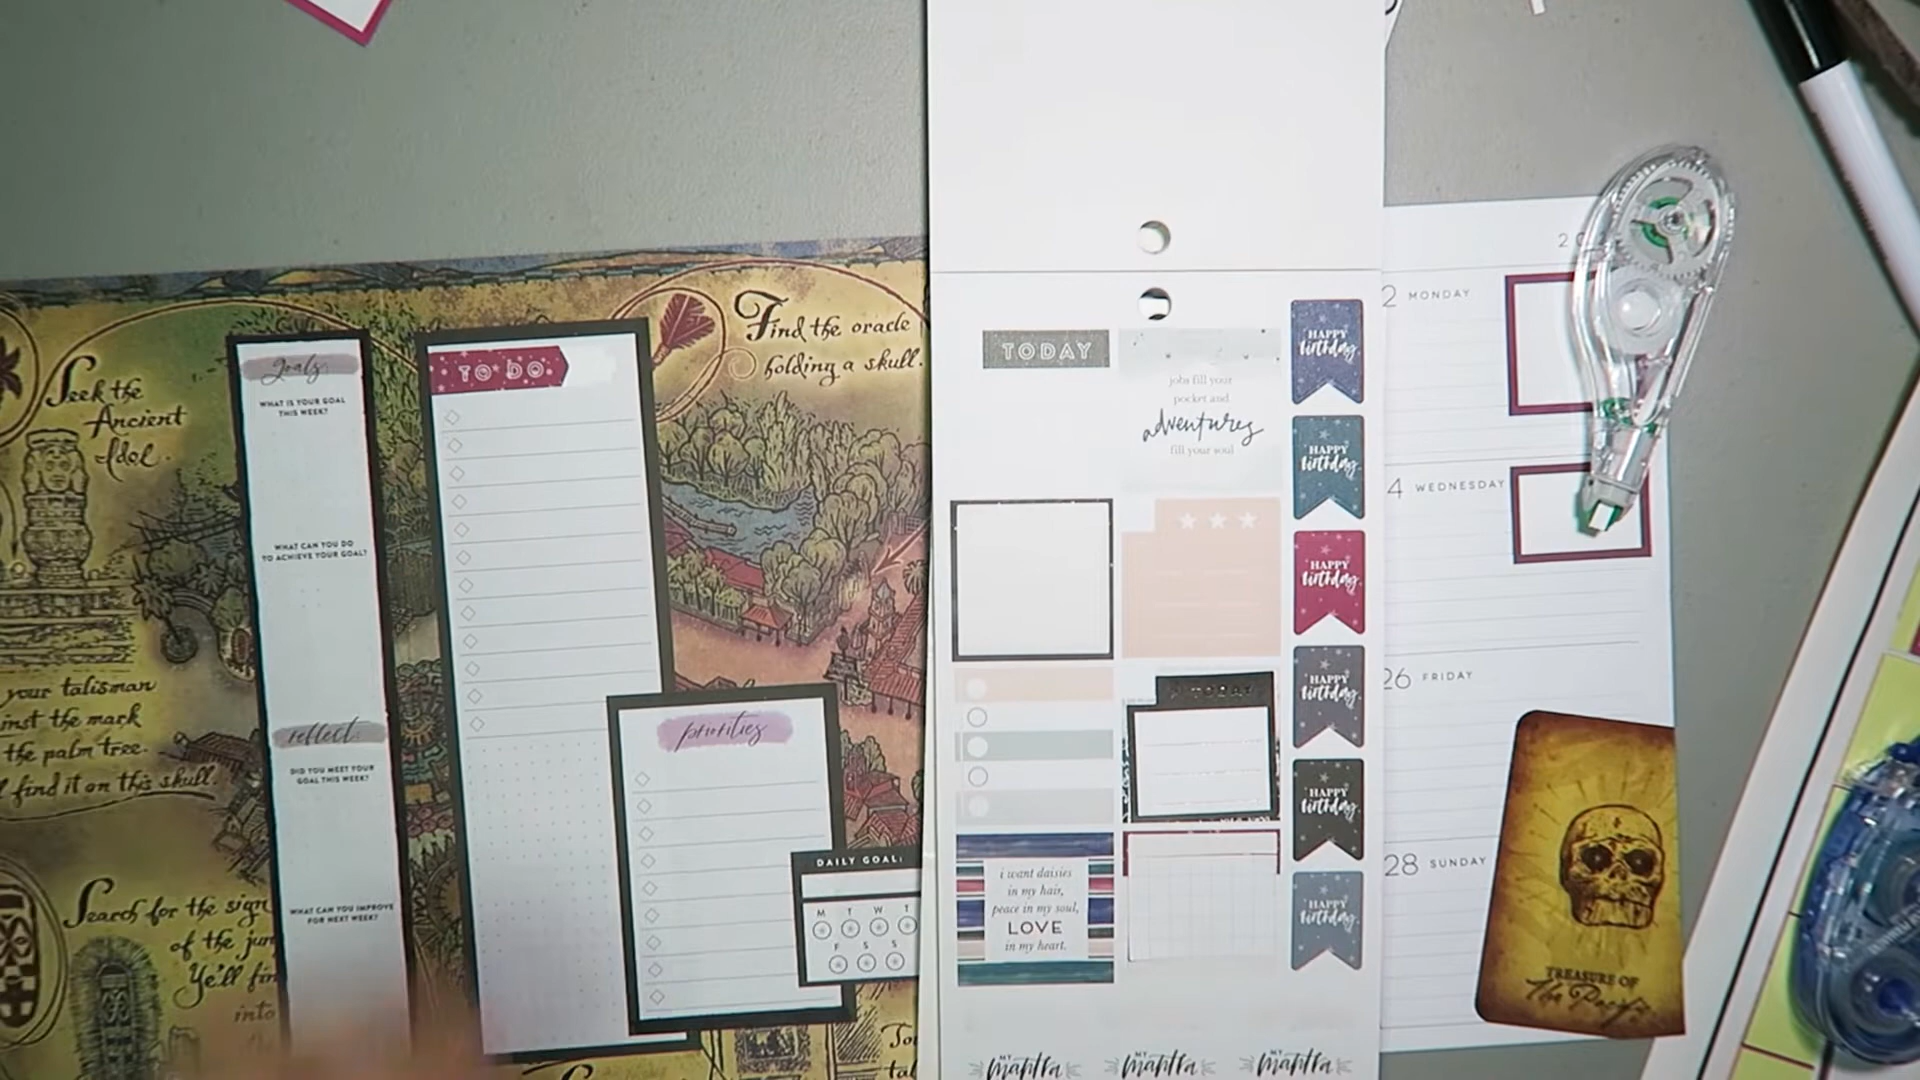 Seek the
Ancient
Idol.
your talisman
the mark
the palm tree.
find it on this skull.
Search for the sign
of the
You'll
into
goals:
WHAT IS YOUR GOAL
THIS WEEK?
WHAT CAN YOU DO
TO ACHIEVE YOUR GOAL?
reflect:
DID YOU MEET YOUR
GOAL THIS WEEK?
WHAT CAN YOU IMPROVE
FOR NEXT WEEK?
TO DO:
Find the oracle
holding a skull.
priorities
DAILY GOAL:
M T W T
F S S
TODAY
jobs fill your
pocket and
adventures
fill your soul
TODAY
i want daisies
in my hair,
peace in my soul,
LOVE
in my heart.
HAPPY
birthday
HAPPY
birthday
HAPPY
birthday
HAPPY
birthday
HAPPY
birthday
HAPPY
birthday
MY
mantra
MY
mantra
MY
mantra
2 MONDAY
4 WEDNESDAY
26 FRIDAY
28 SUNDAY
TREASURE OF
The Pacific